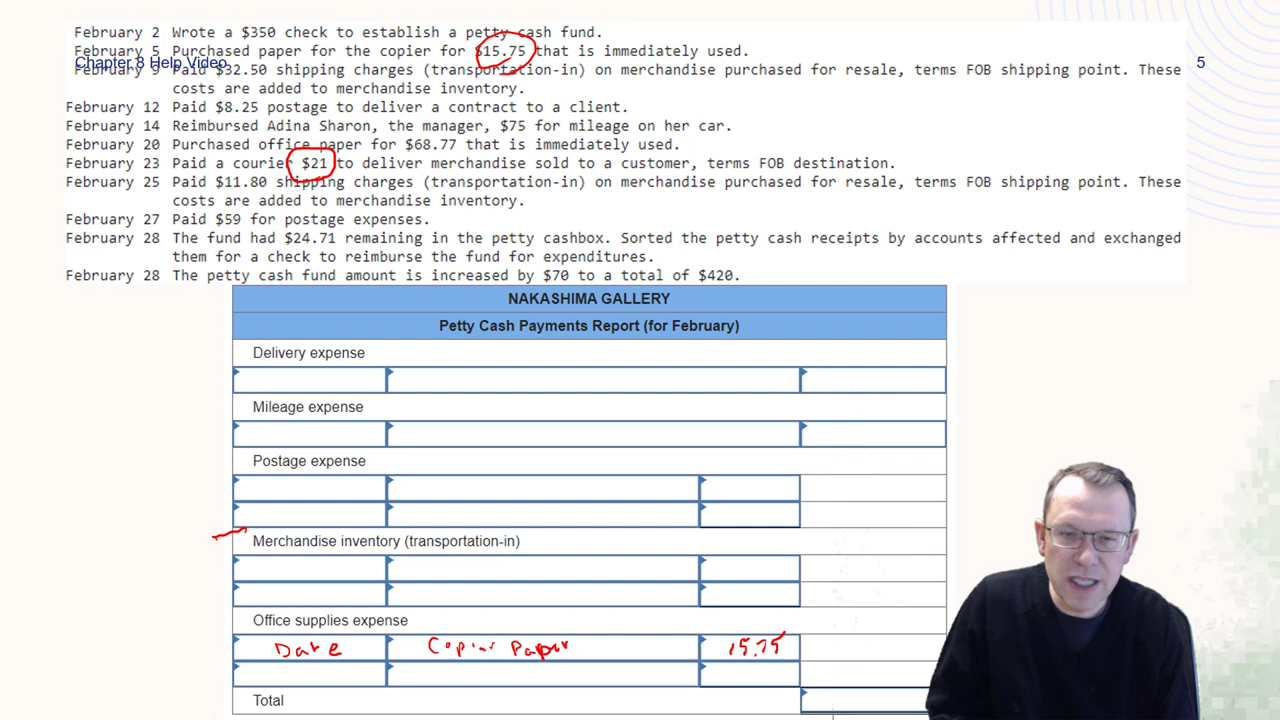 February 2 Wrote a $350 check to establish a petty cash fund.
February 5 Purchased paper for the copier for $15.75 that is immediately used.
Chapter 8 Help Video
5
February 9 Paid $32.50 shipping charges (transportation-in) on merchandise purchased for resale, terms FOB shipping point. These
costs are added to merchandise inventory.
February 12 Paid $8.25 postage to deliver a contract to a client.
February 14 Reimbursed Adina Sharon, the manager, $75 for mileage on her car.
February 20 Purchased office paper for $68.77 that is immediately used.
February 23 Paid a courier $21 to deliver merchandise sold to a customer, terms FOB destination.
February 25 Paid $11.80 shipping charges (transportation-in) on merchandise purchased for resale, terms FOB shipping point. These
costs are added to merchandise inventory.
February 27 Paid $59 for postage expenses.
February 28 The fund had $24.71 remaining in the petty cashbox. Sorted the petty cash receipts by accounts affected and exchanged
them for a check to reimburse the fund for expenditures.
February 28 The petty cash fund amount is increased by $70 to a total of $420.
NAKASHIMA GALLERY
Petty Cash Payments Report (for February)
Delivery expense
Mileage expense
Postage expense
Merchandise inventory (transportation-in)
Office supplies expense
Date Copier Paper 15.75
Total